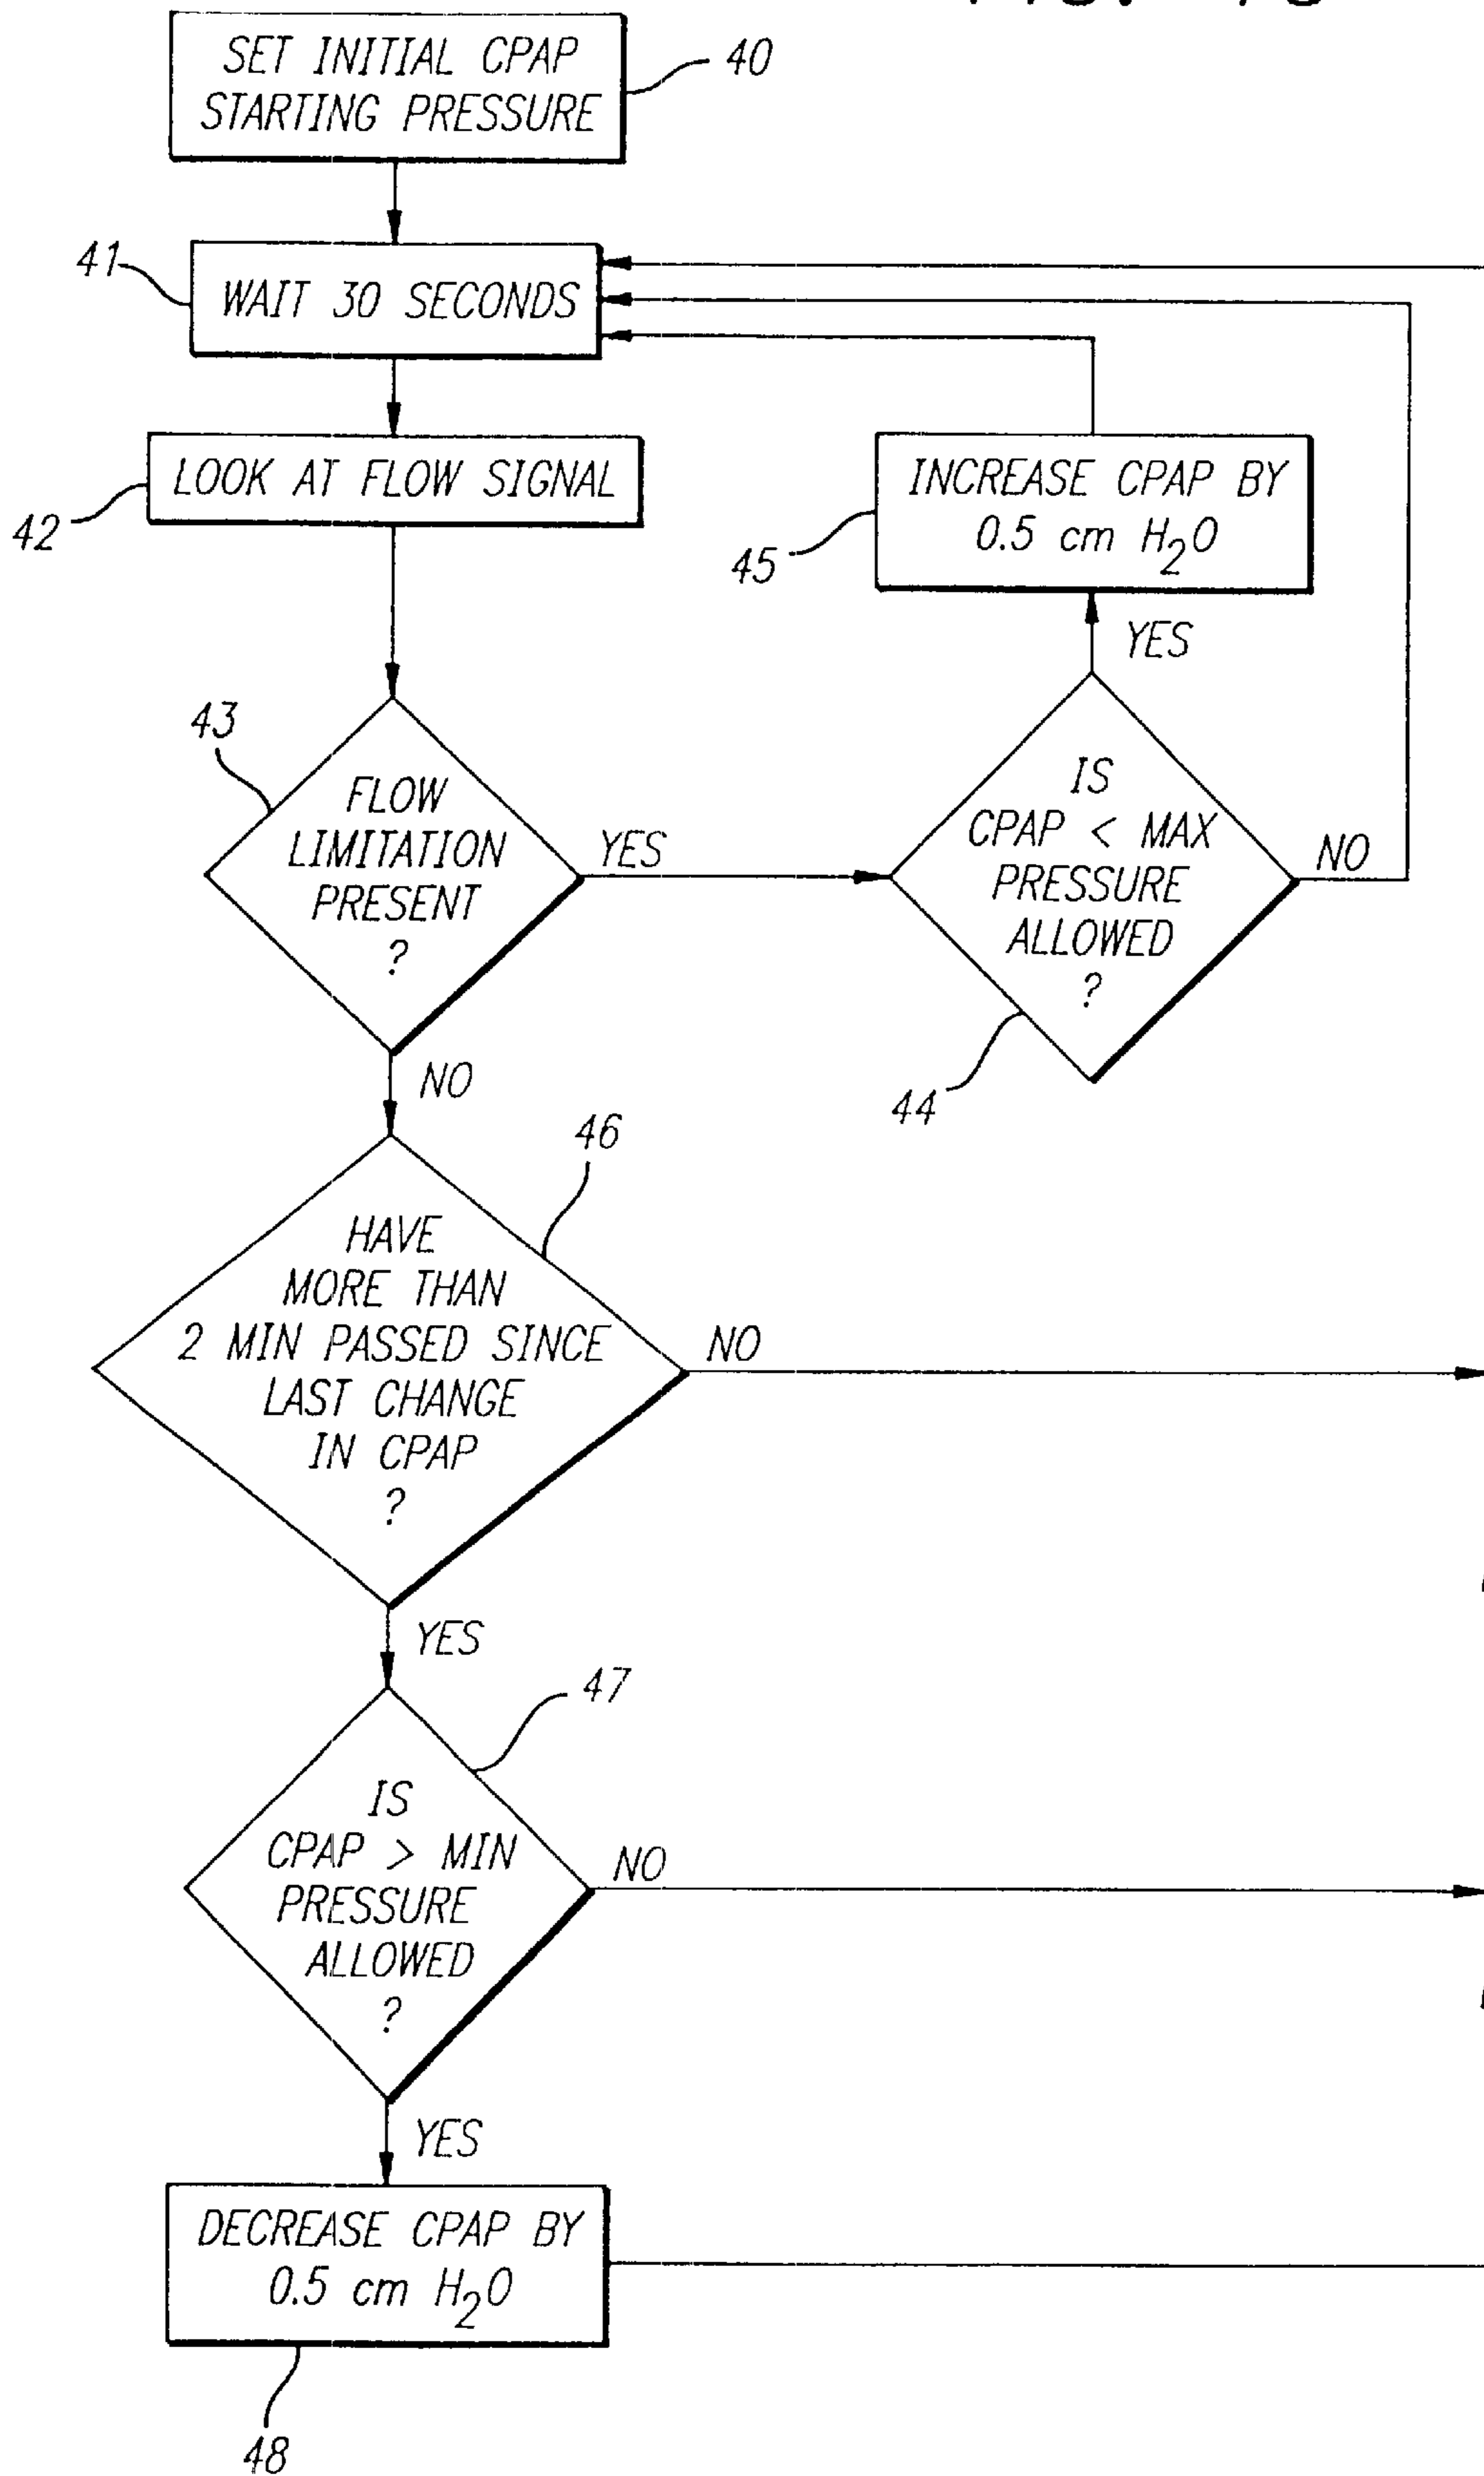 SET INITIAL CPAP
STARTING PRESSURE
40
41
WAIT 30 SECONDS
LOOK AT FLOW SIGNAL
42
INCREASE CPAP BY
0.5 cm H₂O
45
YES
43
FLOW
LIMITATION
PRESENT
?
YES
IS
CPAP < MAX
PRESSURE
ALLOWED
?
NO
44
NO
46
HAVE
MORE THAN
2 MIN PASSED SINCE
LAST CHANGE
IN CPAP
?
NO
YES
47
IS
CPAP > MIN
PRESSURE
ALLOWED
?
NO
YES
DECREASE CPAP BY
0.5 cm H₂O
48